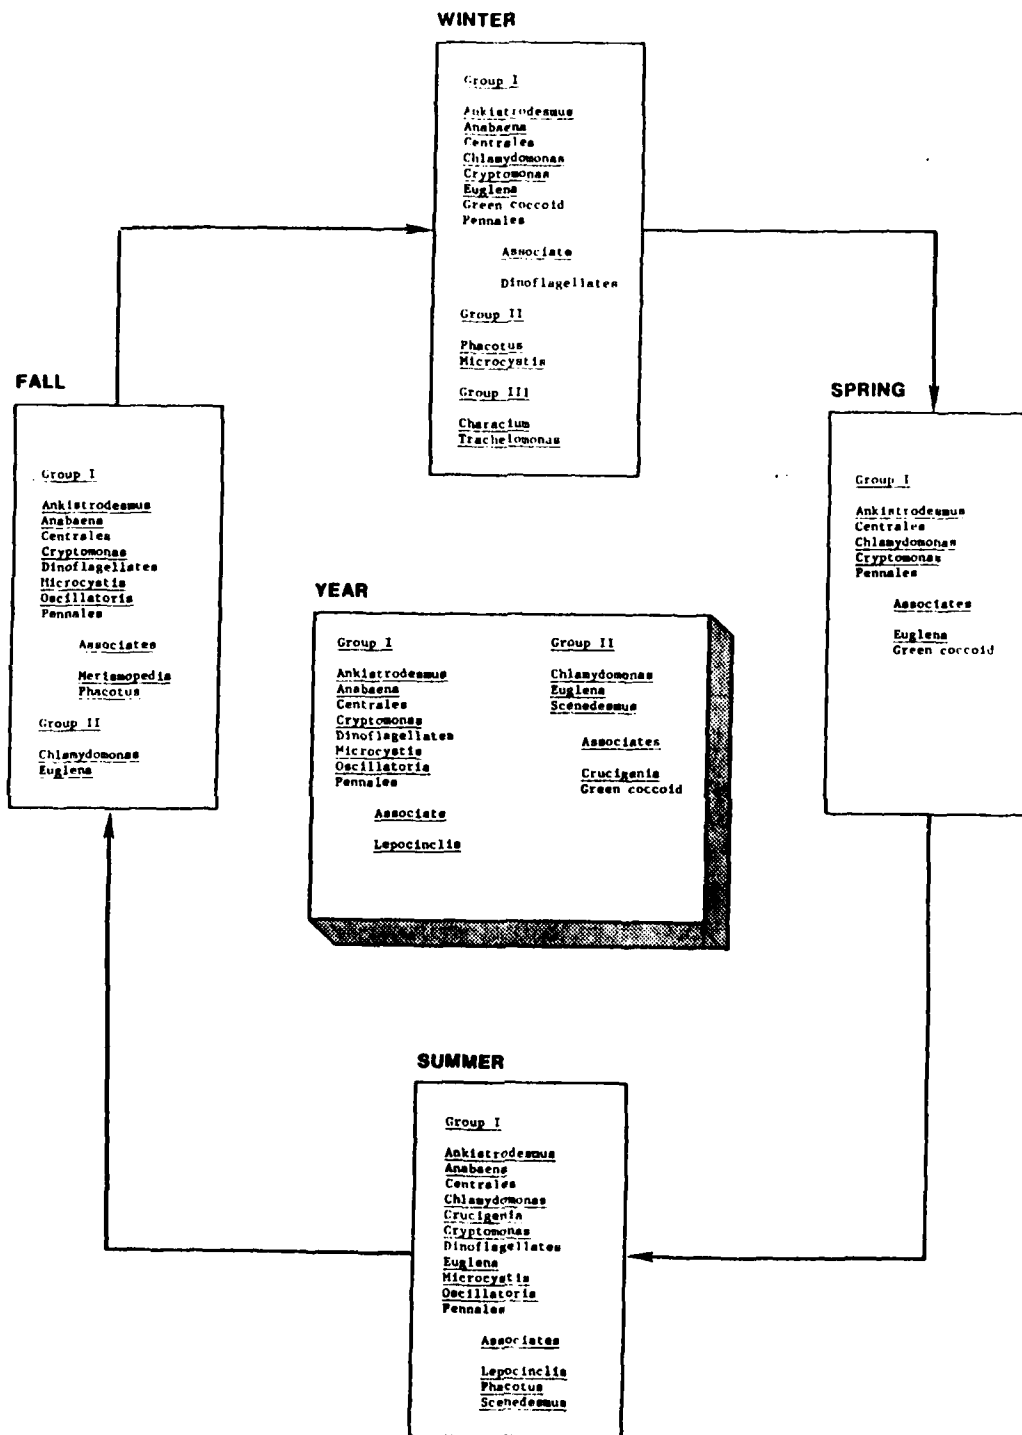 WINTER
Group I
Ankistrodesmus
Anabaena
Centrales
Chlamydomonas
Cryptomonas
Euglena
Green coccoid
Pennales
Associate
Dinoflagellates
Group II
Phacotus
Microcystis
Group III
Characium
Trachelomonas
FALL
Group I
Ankistrodesmus
Anabaena
Centrales
Cryptomonas
Dinoflagellates
Microcystis
Oscillatoris
Pennales
Associates
Merismopedia
Phacotus
Group II
Chlamydomonas
Euglena
SPRING
Group I
Ankistrodesmus
Centrales
Chlamydomonas
Cryptomonas
Pennales
Associates
Euglena
Green coccoid
YEAR
Group I
Ankistrodesmus
Anabaena
Centrales
Cryptomonas
Dinoflagellates
Microcystis
Oscillatoria
Pennales
Associate
Lepocinclis
Group II
Chlamydomonas
Euglena
Scenedesmus
Associates
Crucigenia
Green coccoid
SUMMER
Group I
Ankistrodesmus
Anabaena
Centrales
Chlamydomonas
Crucigenia
Cryptomonas
Dinoflagellates
Euglena
Microcystis
Oscillatoris
Pennales
Associates
Lepocinclis
Phacotus
Scenedesmus